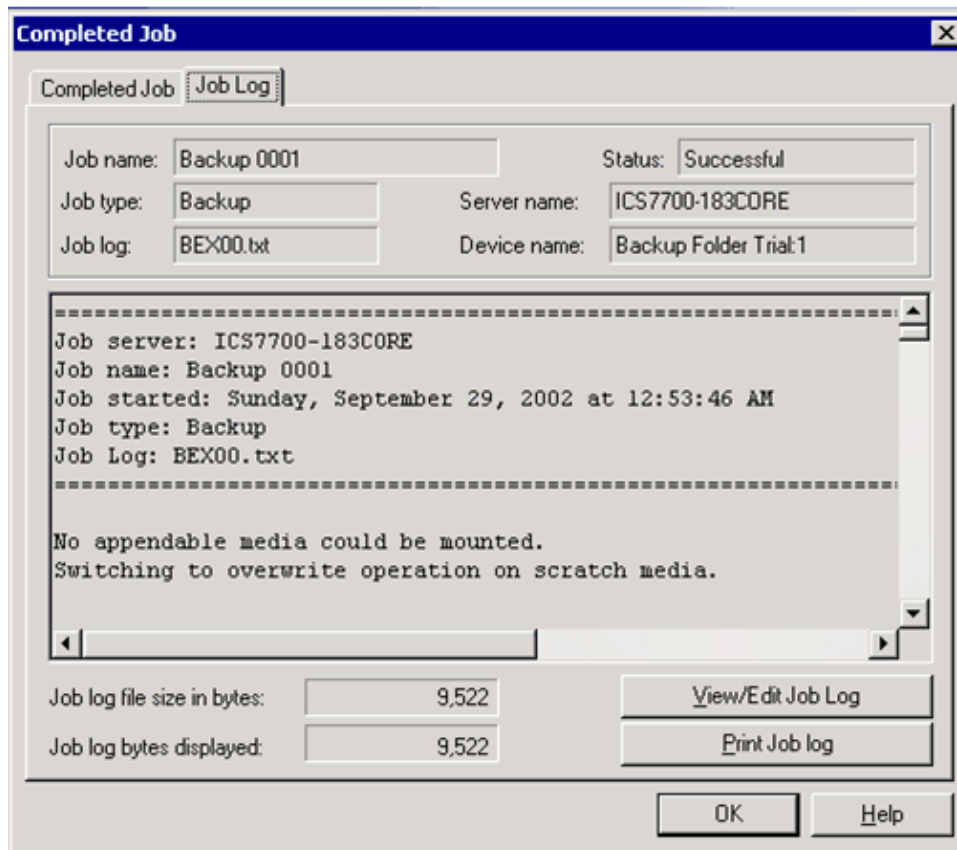 Completed Job
Completed Job Job Log
Job name: Backup 0001 Status: Successful
Job type: Backup Server name: ICS7700-183CORE
Job log: BEX00.txt Device name: Backup Folder Trial:1
======================================================================
Job server: ICS7700-183CORE
Job name: Backup 0001
Job started: Sunday, September 29, 2002 at 12:53:46 AM
Job type: Backup
Job Log: BEX00.txt
======================================================================
No appendable media could be mounted.
Switching to overwrite operation on scratch media.
Job log file size in bytes: 9,522 View/Edit Job Log
Job log bytes displayed: 9,522 Print Job log
OK Help